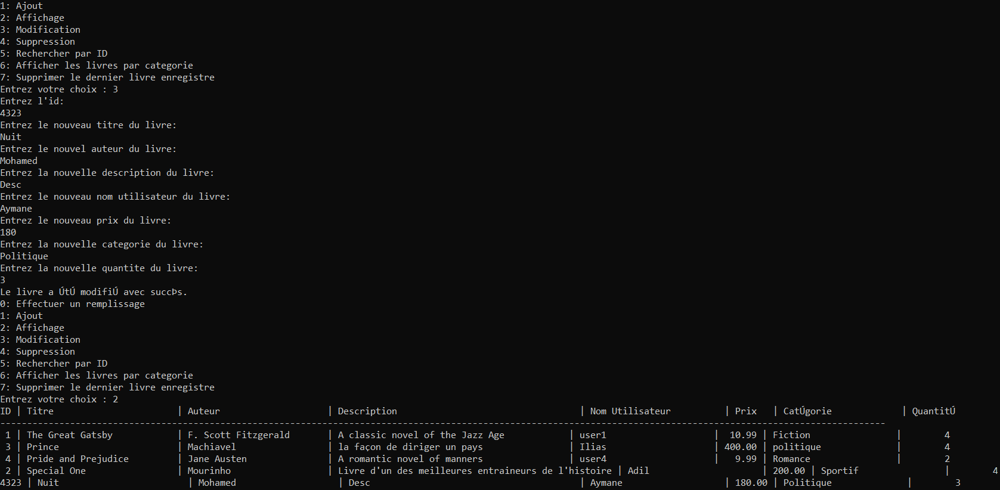 1: Ajout
2: Affichage
3: Modification
4: Suppression
5: Rechercher par ID
6: Afficher les livres par categorie
7: Supprimer le dernier livre enregistre
Entrez votre choix : 3
Entrez l'id:
4323
Entrez le nouveau titre du livre:
Nuit
Entrez le nouvel auteur du livre:
Mohamed
Entrez la nouvelle description du livre:
Desc
Entrez le nouveau nom utilisateur du livre:
Aymane
Entrez le nouveau prix du livre:
180
Entrez la nouvelle categorie du livre:
Politique
Entrez la nouvelle quantite du livre:
3
Le livre a ÚtÚ modifiÚ avec succÞs.
0: Effectuer un remplissage
1: Ajout
2: Affichage
3: Modification
4: Suppression
5: Rechercher par ID
6: Afficher les livres par categorie
7: Supprimer le dernier livre enregistre
Entrez votre choix : 2
ID | Titre | Auteur | Description | Nom Utilisateur | Prix | CatÚgorie | QuantitÚ
---------------------------------------------------------------------------------------------------------------------------------------------------------------------
1 | The Great Gatsby | F. Scott Fitzgerald | A classic novel of the Jazz Age | user1 | 10.99 | Fiction | 4
3 | Prince | Machiavel | la façon de diriger un pays | Ilias | 400.00 | politique | 4
4 | Pride and Prejudice | Jane Austen | A romantic novel of manners | user4 | 9.99 | Romance | 2
2 | Special One | Mourinho | Livre d'un des meilleures entraineurs de l'histoire | Adil | 200.00 | Sportif | 4
4323 | Nuit | Mohamed | Desc | Aymane | 180.00 | Politique | 3